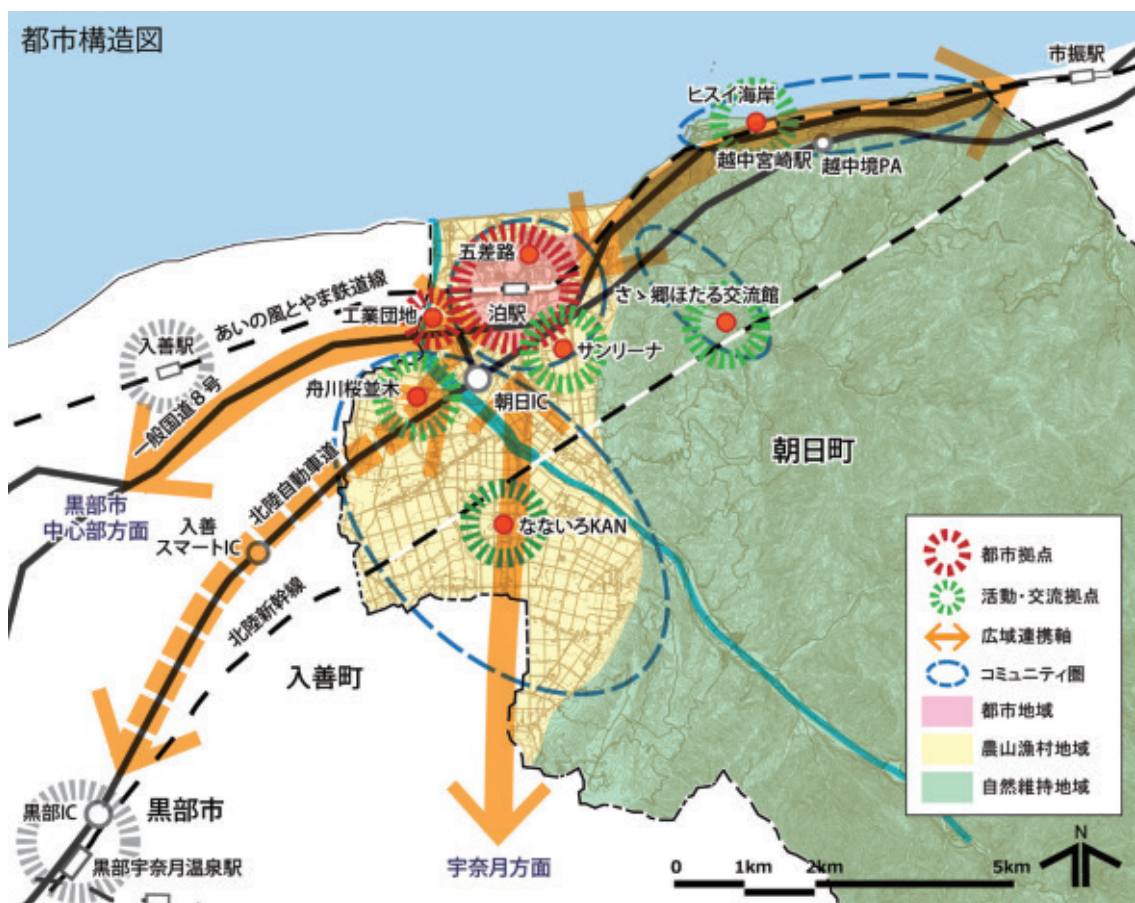 都市構造図
市振駅
ヒスイ海岸
越中宮崎駅
越中境PA
五差路
あいの風とやま鉄道線
工業団地
泊駅
さゝ郷ほたる交流館
入善駅
サンリーナ
一般国道8号
舟川桜並木
朝日IC
朝日町
北陸自動車道
黒部市
中心部方面
入善
スマートIC
なないろKAN
北陸新幹線
入善町
都市拠点
活動・交流拠点
広域連携軸
コミュニティ圏
都市地域
農山漁村地域
自然維持地域
黒部IC
黒部市
黒部宇奈月温泉駅
宇奈月方面
0 1km 2km 5km
N